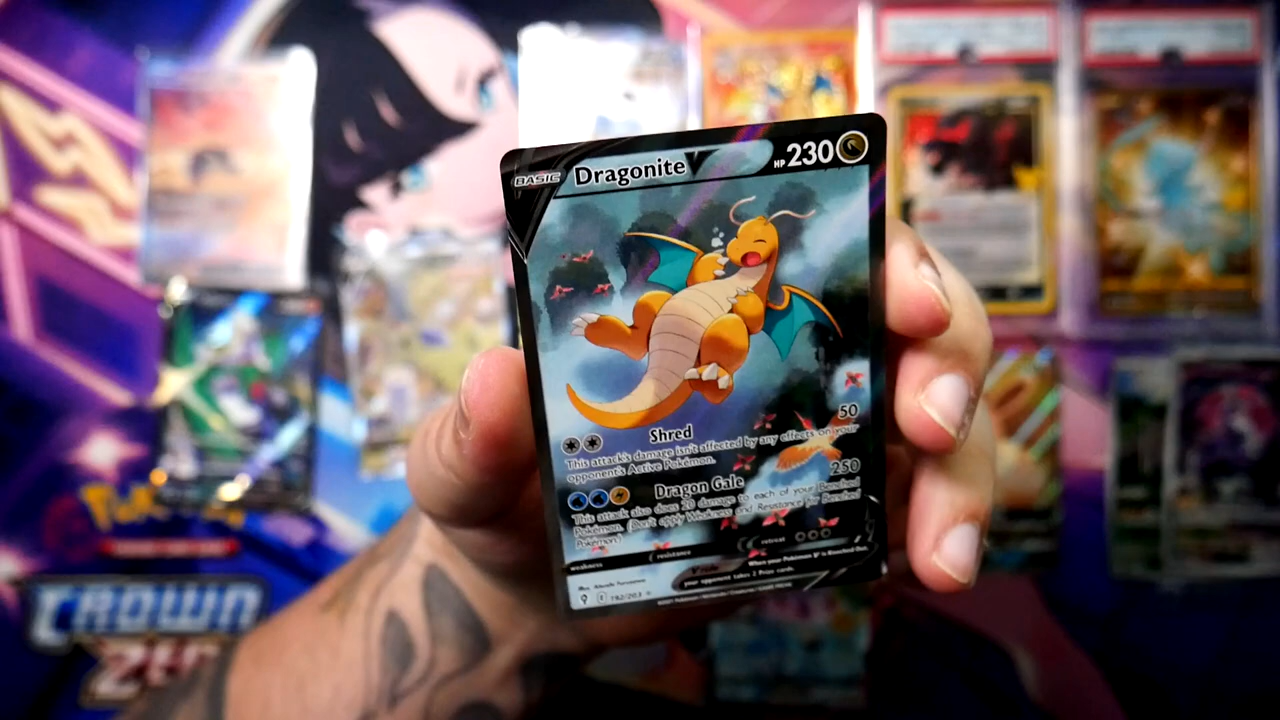 BASIC Dragonite V HP 230
Shred 50
This attack's damage isn't affected by any effects on your
opponent's Active Pokémon.
Dragon Gale 250
This attack also does 20 damage to each of your Benched
Pokémon. (Don't apply Weakness and Resistance for Benched
Pokémon.)
weakness resistance retreat
V rule When your Pokémon V is Knocked Out,
your opponent takes 2 Prize cards.
192/203
CROWN